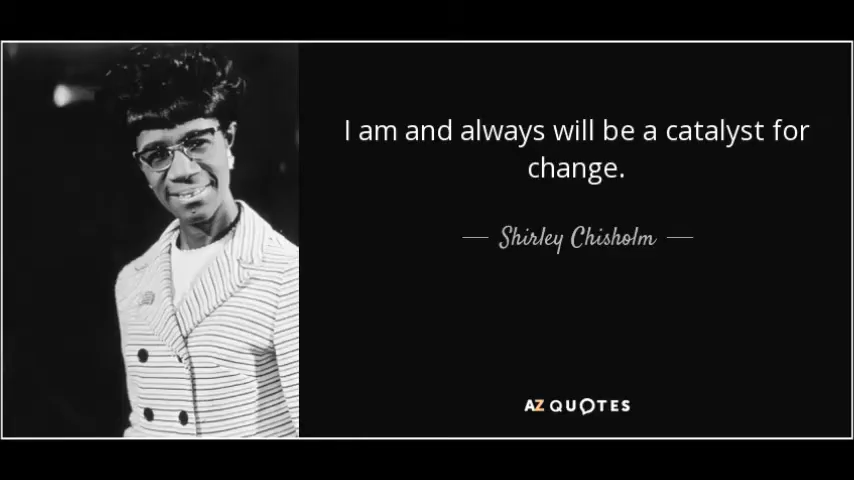 I am and always will be a catalyst for
change.
Shirley Chisholm
AZ QUOTES